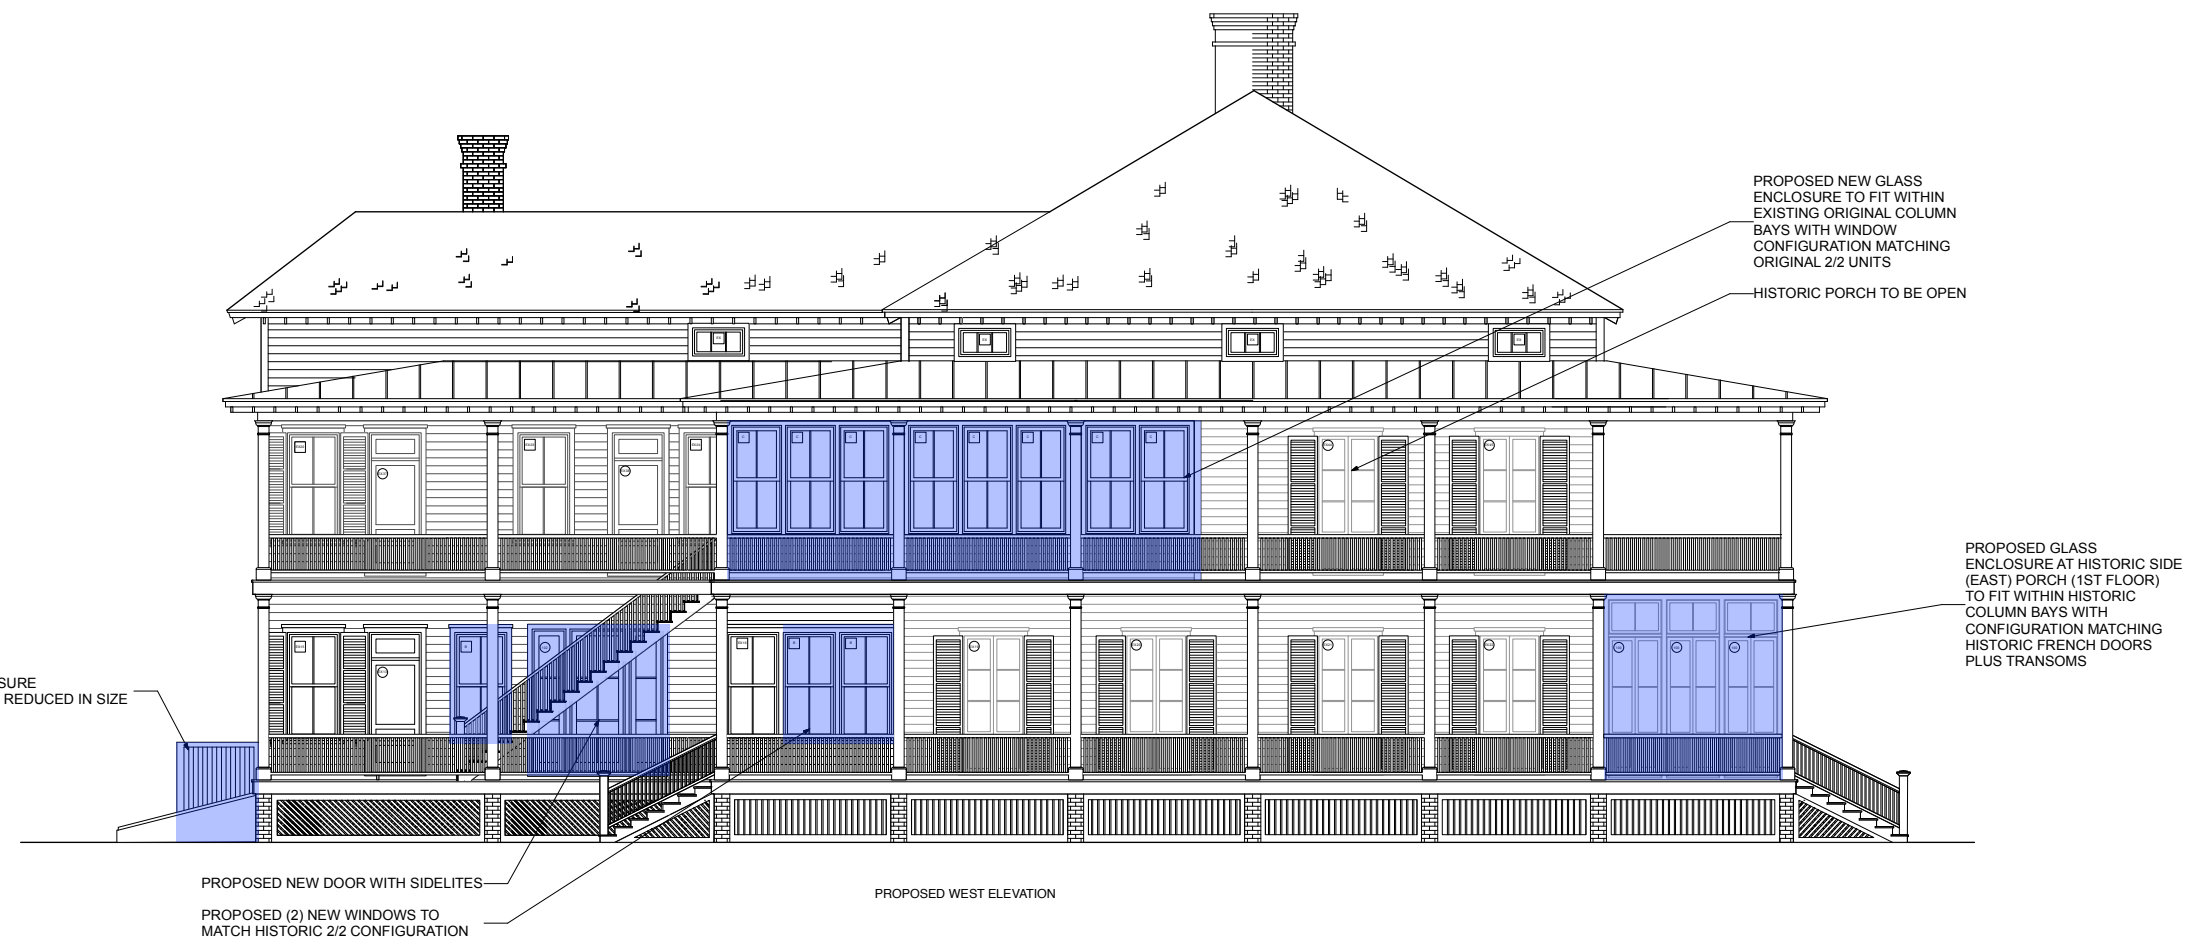 PROPOSED NEW GLASS
ENCLOSURE TO FIT WITHIN
EXISTING ORIGINAL COLUMN
BAYS WITH WINDOW
CONFIGURATION MATCHING
ORIGINAL 2/2 UNITS
HISTORIC PORCH TO BE OPEN
PROPOSED GLASS
ENCLOSURE AT HISTORIC SIDE
(EAST) PORCH (1ST FLOOR)
TO FIT WITHIN HISTORIC
COLUMN BAYS WITH
CONFIGURATION MATCHING
HISTORIC FRENCH DOORS
PLUS TRANSOMS
SURE
REDUCED IN SIZE
PROPOSED NEW DOOR WITH SIDELITES
PROPOSED (2) NEW WINDOWS TO
MATCH HISTORIC 2/2 CONFIGURATION
PROPOSED WEST ELEVATION